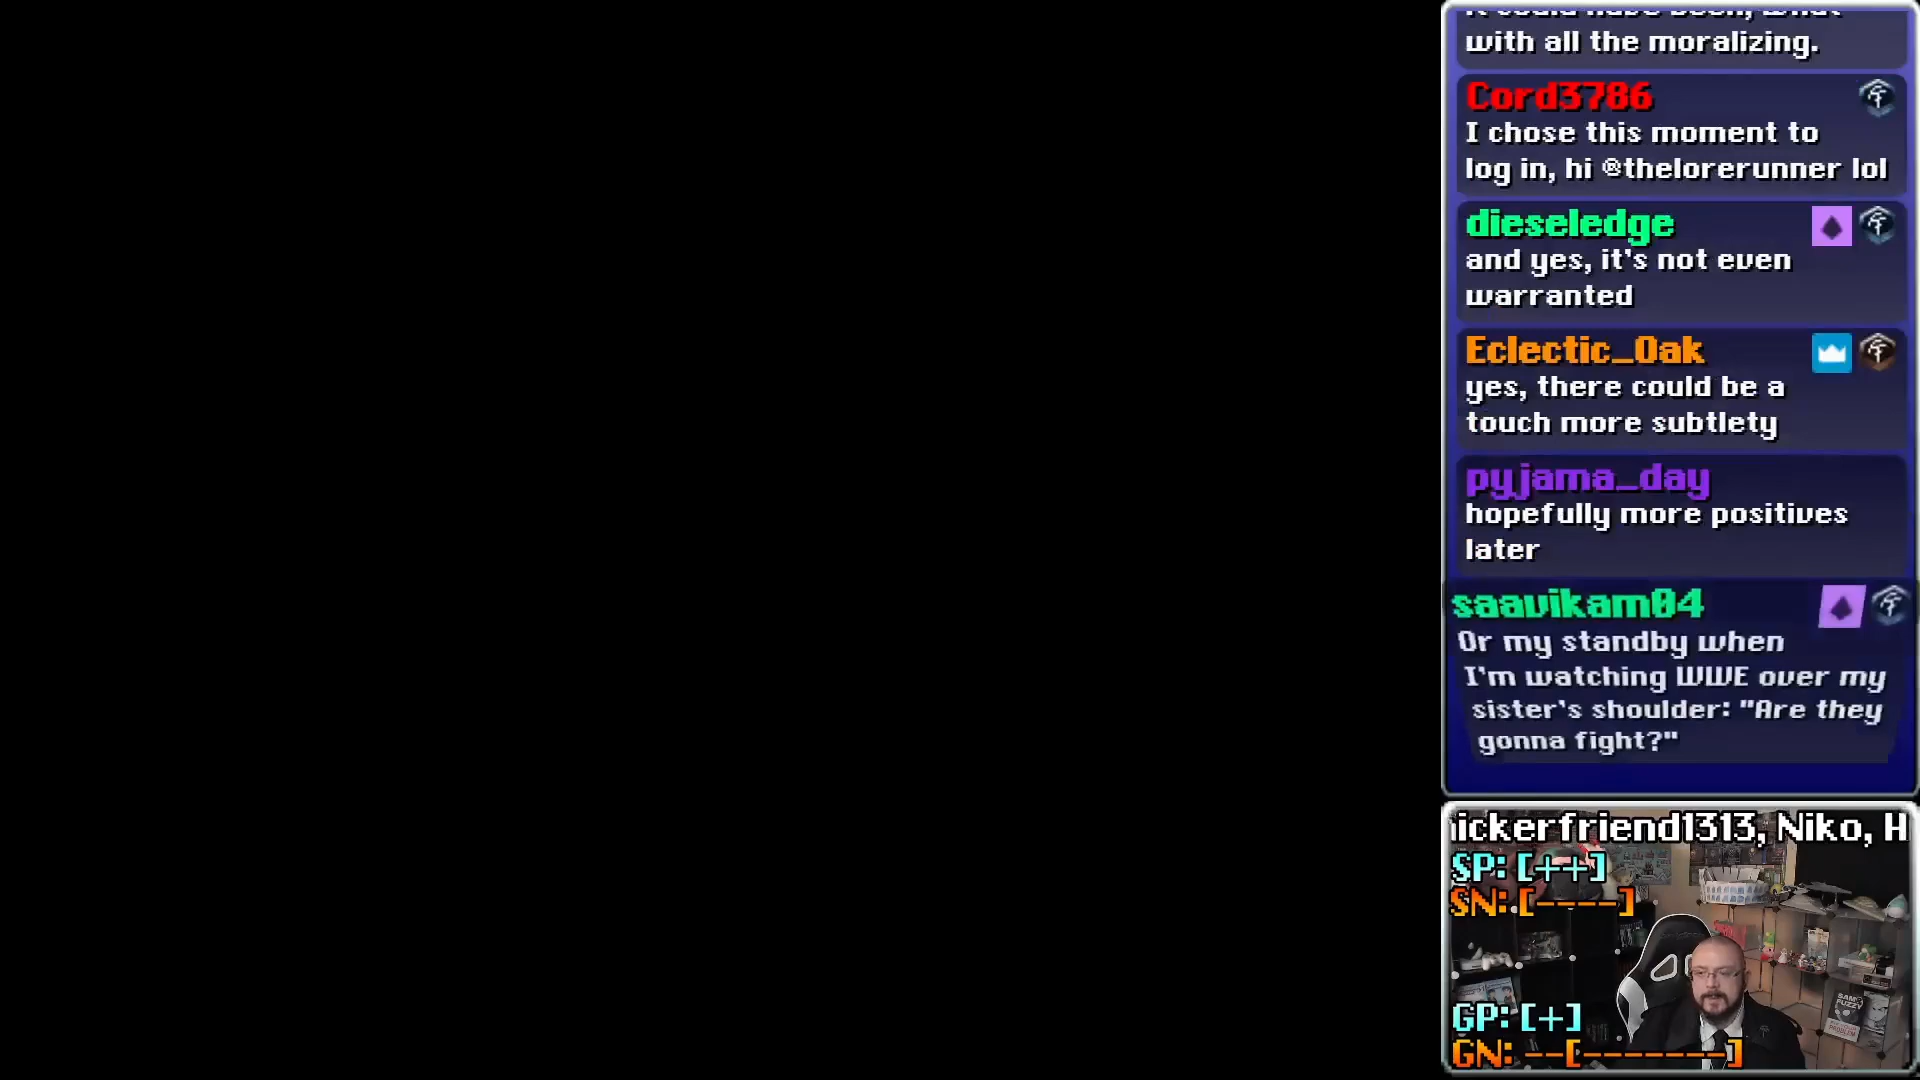 with all the moralizing.
Cord3786
I chose this moment to
log in, hi @thelorerunner lol
dieseledge
and yes, it's not even
warranted
Eclectic_Oak
yes, there could be a
touch more subtlety
pyjama_day
hopefully more positives
later
saavikam04
Or my standby when
I'm watching WWE over my
sister's shoulder: "Are they
gonna fight?"
ickerfriend1313, Niko, H
SP: [++]
SN: [----]
GP: [+]
GN: --[-------]